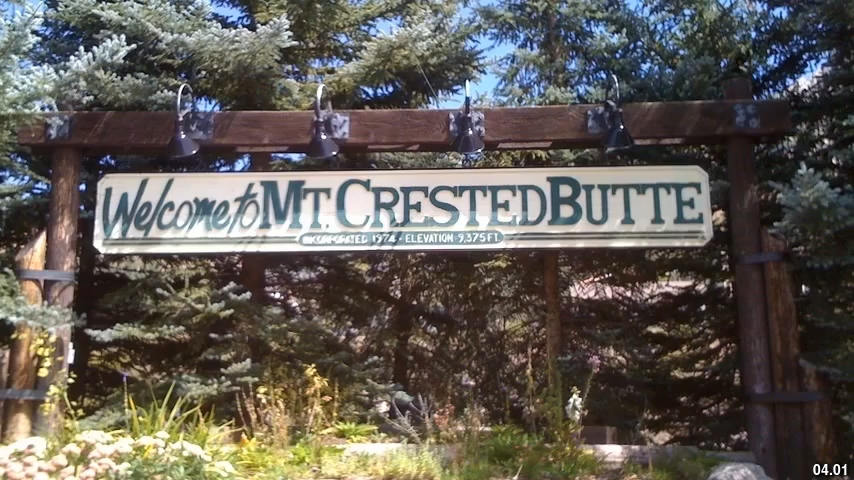 Welcome to MT. CRESTED BUTTE
INCORPORATED 1974 • ELEVATION 9,375 FT.
04.01